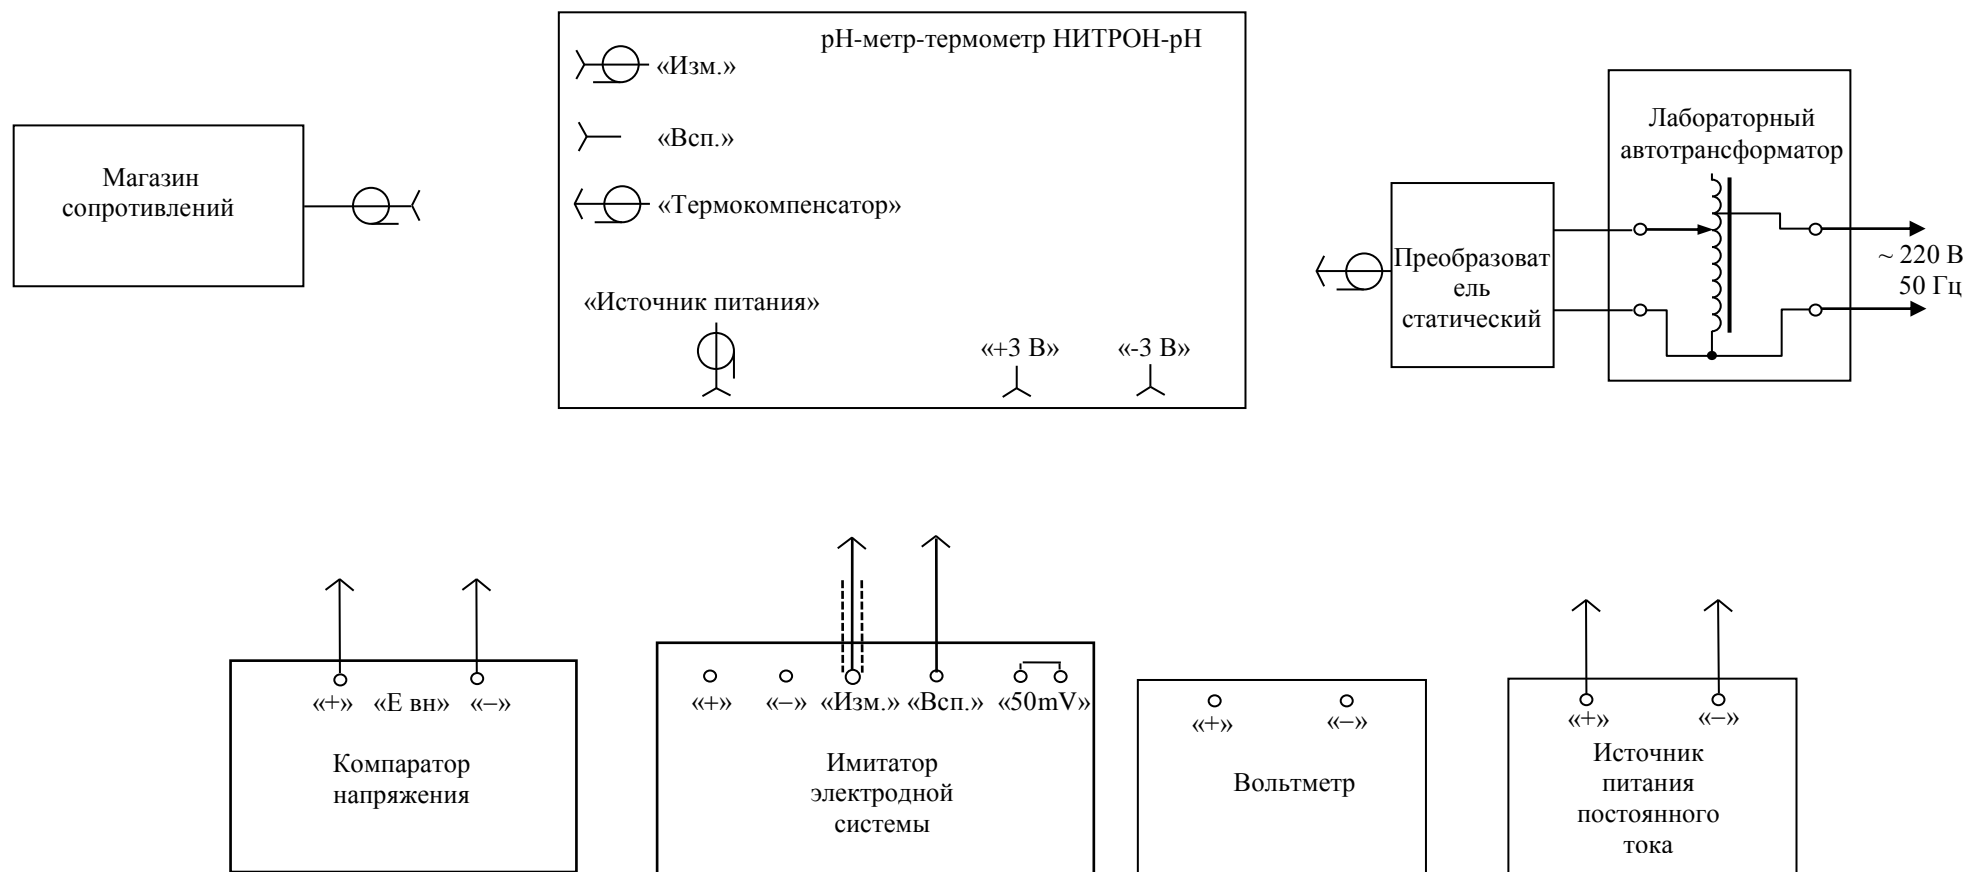 рН-метр-термометр НИТРОН-рН
«Изм.»
«Всп.»
«Термокомпенсатор»
«Источник питания»
«+3 В»
«-3 В»
Магазин
сопротивлений
Лабораторный
автотрансформатор
Преобразоват
ель
статический
~ 220 В
50 Гц
«+» «Е вн» «–»
Компаратор
напряжения
«+» «–» «Изм.» «Всп.» «50mV»
Имитатор
электродной
системы
«+» «–»
Вольтметр
«+» «–»
Источник
питания
постоянного
тока